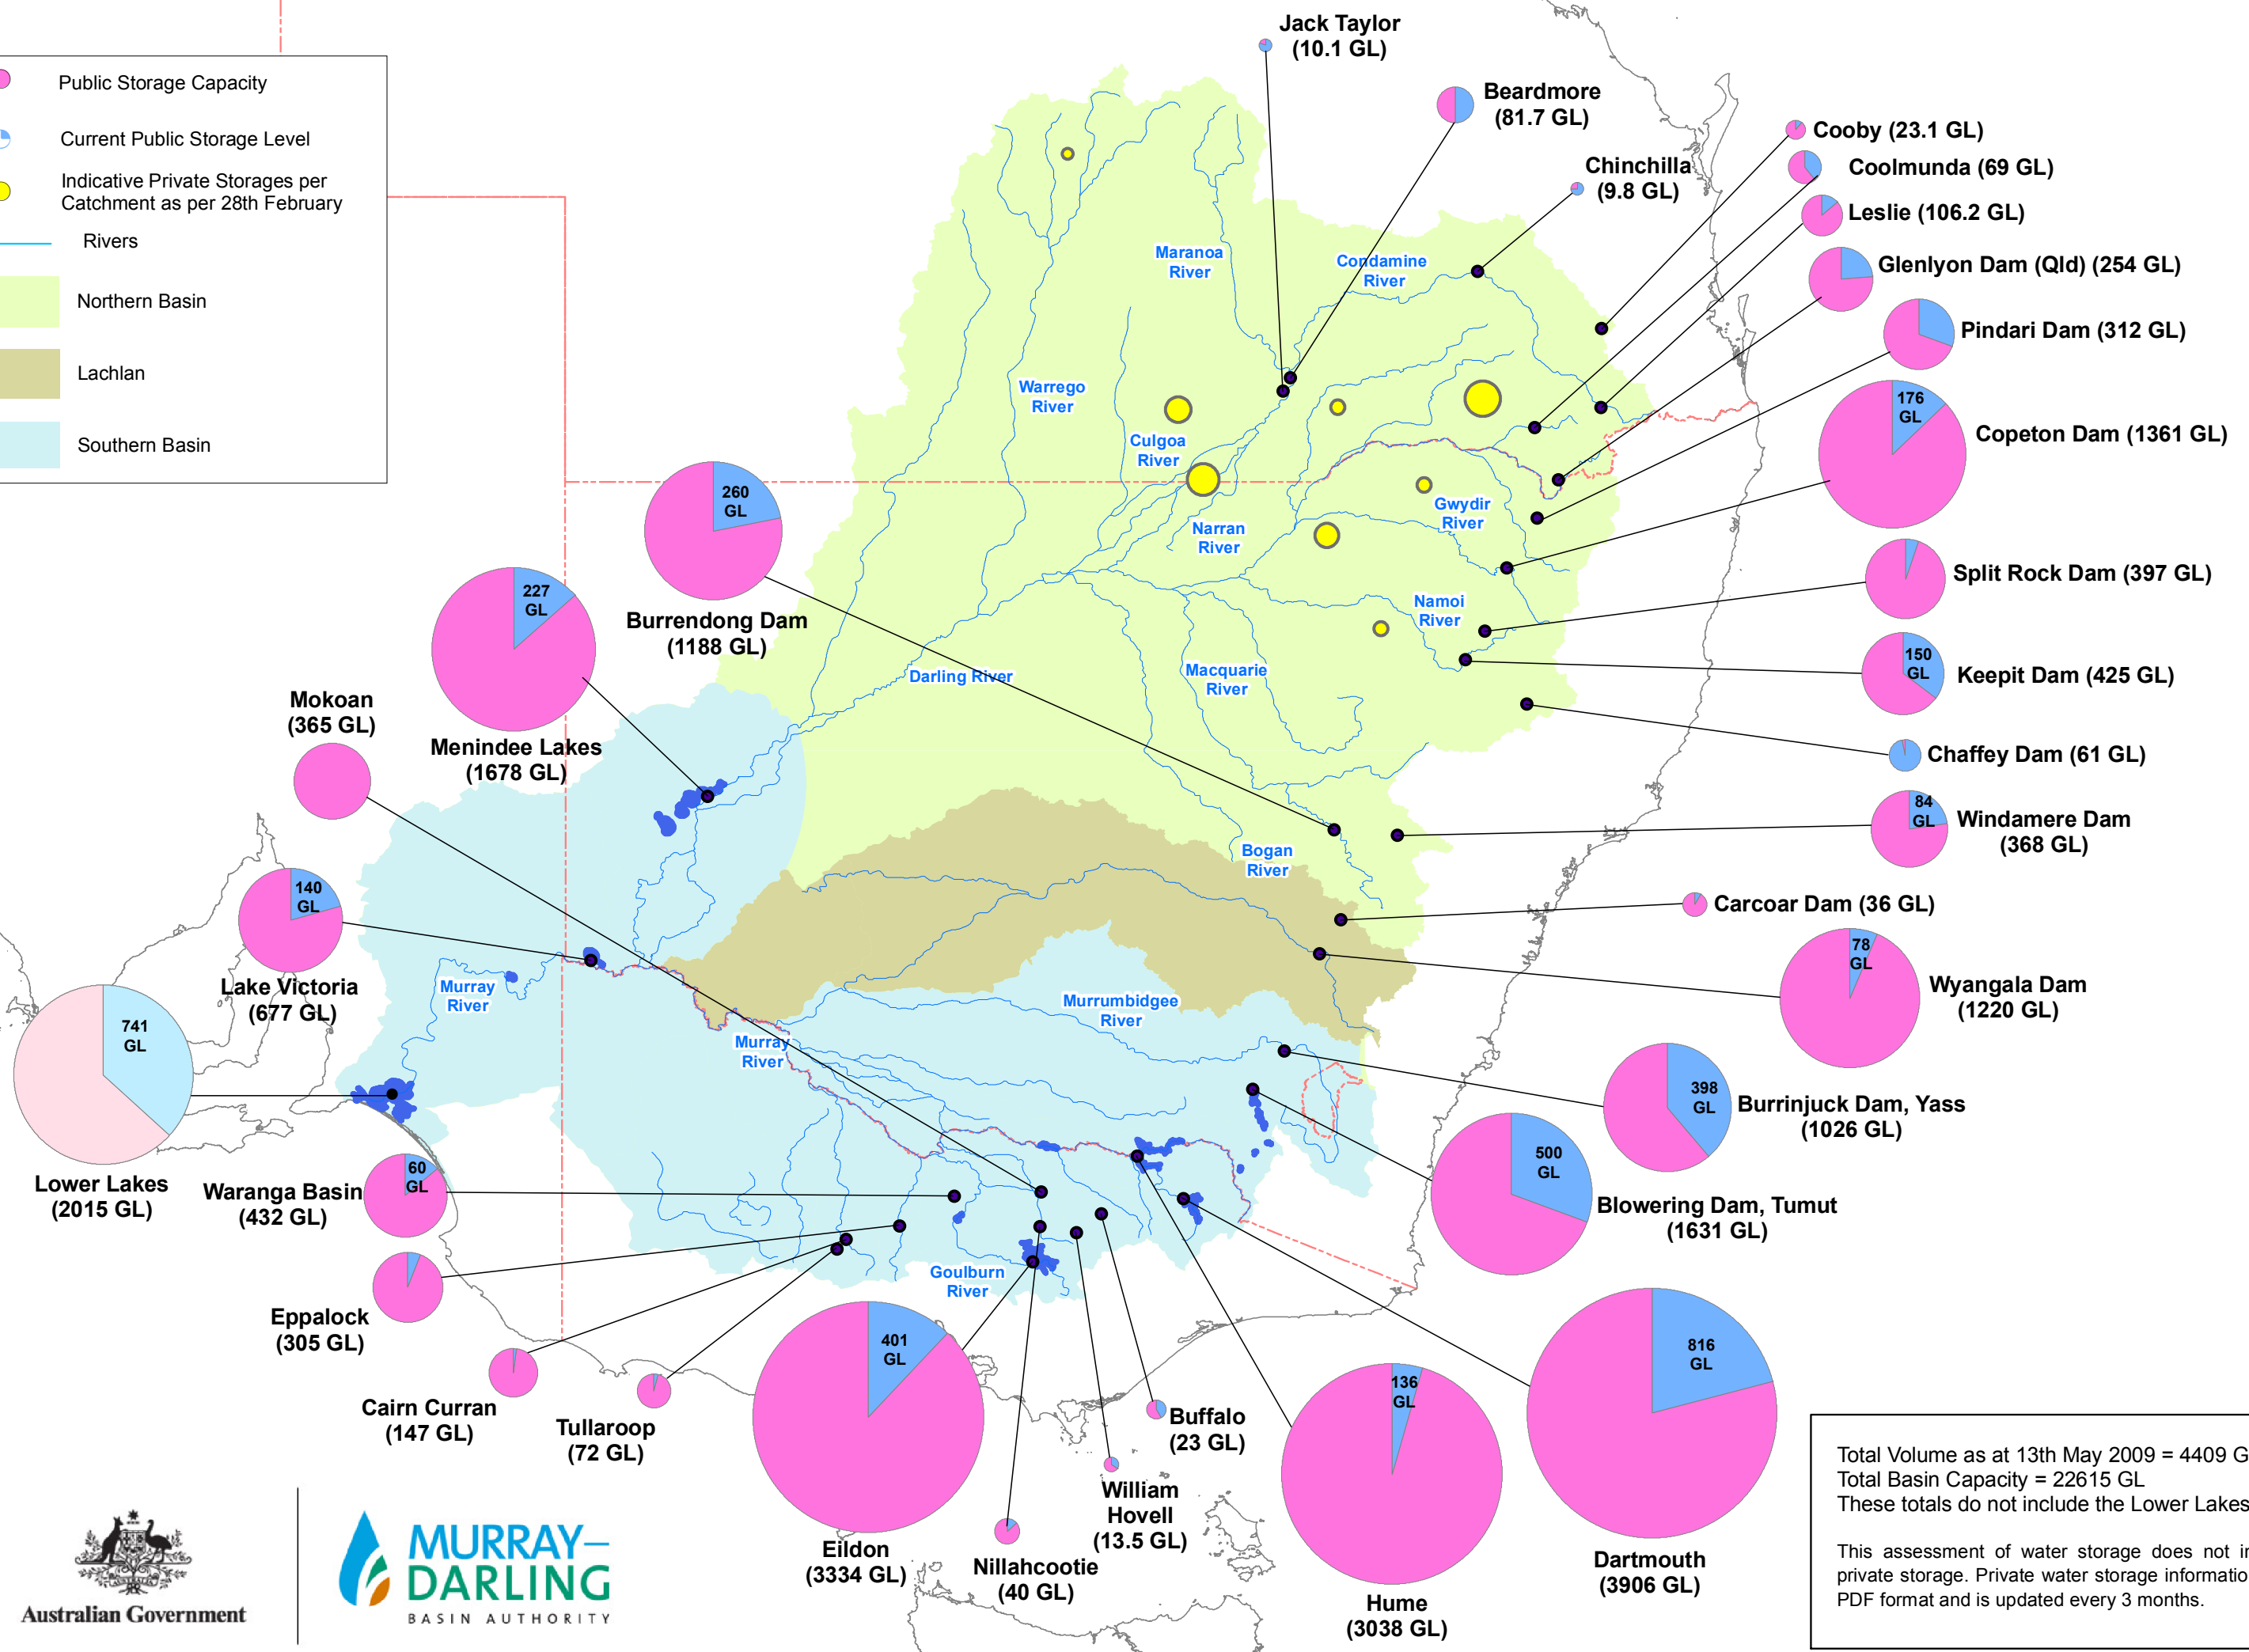 Public Storage Capacity
Current Public Storage Level
Indicative Private Storages per
Catchment as per 28th February
Rivers
Northern Basin
Lachlan
Southern Basin
Jack Taylor
(10.1 GL)
Beardmore
(81.7 GL)
Chinchilla
(9.8 GL)
Cooby (23.1 GL)
Coolmunda (69 GL)
Leslie (106.2 GL)
Glenlyon Dam (Qld) (254 GL)
Pindari Dam (312 GL)
176
GL
Copeton Dam (1361 GL)
Split Rock Dam (397 GL)
150
GL
Keepit Dam (425 GL)
Chaffey Dam (61 GL)
84
GL
Windamere Dam
(368 GL)
Carcoar Dam (36 GL)
78
GL
Wyangala Dam
(1220 GL)
398
GL
Burrinjuck Dam, Yass
(1026 GL)
500
GL
Blowering Dam, Tumut
(1631 GL)
816
GL
Dartmouth
(3906 GL)
136
GL
Hume
(3038 GL)
Buffalo
(23 GL)
William
Hovell
(13.5 GL)
Nillahcootie
(40 GL)
401
GL
Eildon
(3334 GL)
Tullaroop
(72 GL)
Cairn Curran
(147 GL)
Eppalock
(305 GL)
60
GL
Waranga Basin
(432 GL)
741
GL
Lower Lakes
(2015 GL)
140
GL
Lake Victoria
(677 GL)
Mokoan
(365 GL)
227
GL
Menindee Lakes
(1678 GL)
260
GL
Burrendong Dam
(1188 GL)
Maranoa
River
Condamine
River
Warrego
River
Culgoa
River
Narran
River
Gwydir
River
Namoi
River
Macquarie
River
Darling River
Bogan
River
Murray
River
Murrumbidgee
River
Murray
River
Goulburn
River
Australian Government
MURRAY–
DARLING
BASIN AUTHORITY
Total Volume as at 13th May 2009 = 4409 G
Total Basin Capacity = 22615 GL
These totals do not include the Lower Lakes
This assessment of water storage does not in
private storage. Private water storage informatio
PDF format and is updated every 3 months.